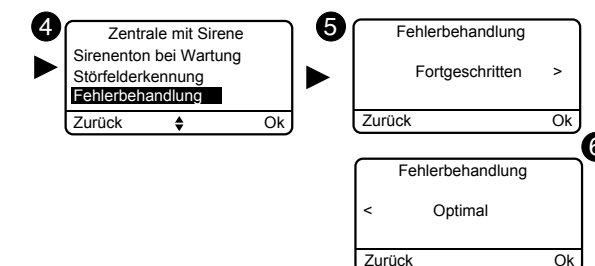 4
Zentrale mit Sirene
Sirenenton bei Wartung
Störfelderkennung
Fehlerbehandlung
Zurück Ok
5
Fehlerbehandlung
Fortgeschritten >
Zurück Ok
6
Fehlerbehandlung
< Optimal
Zurück Ok